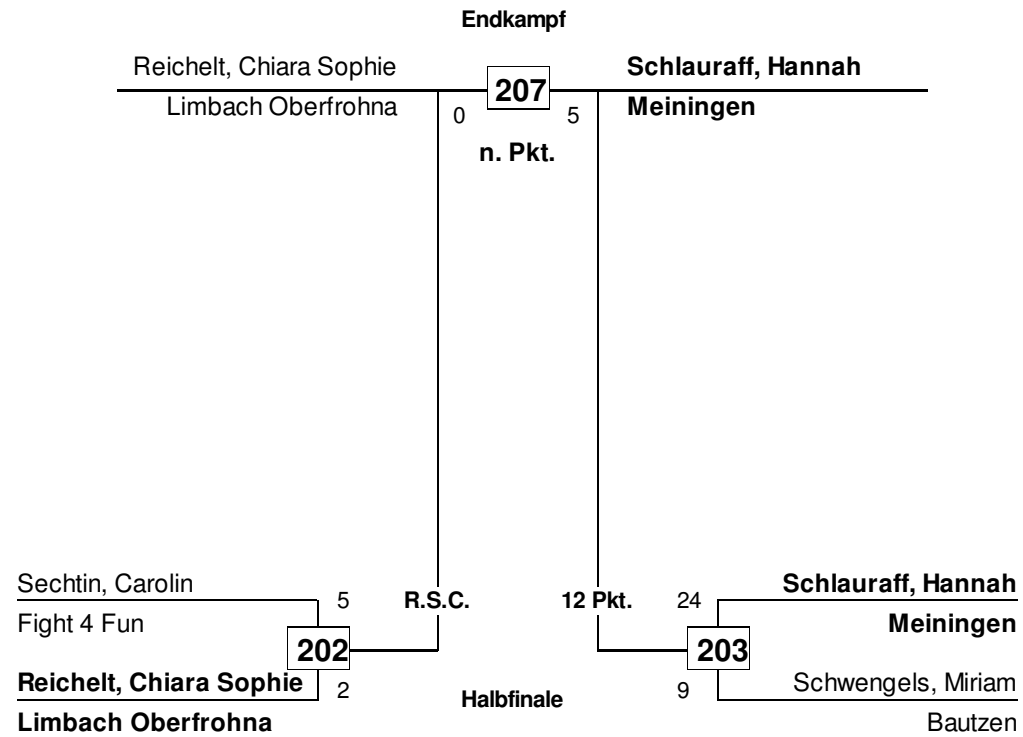 Endkampf
Reichelt, Chiara Sophie
Limbach Oberfrohna
207
0
5
n. Pkt.
Schlauraff, Hannah
Meiningen
Sechtin, Carolin
Fight 4 Fun
5
202
Reichelt, Chiara Sophie
Limbach Oberfrohna
2
R.S.C.
12 Pkt.
Halbfinale
24
Schlauraff, Hannah
Meiningen
203
9
Schwengels, Miriam
Bautzen